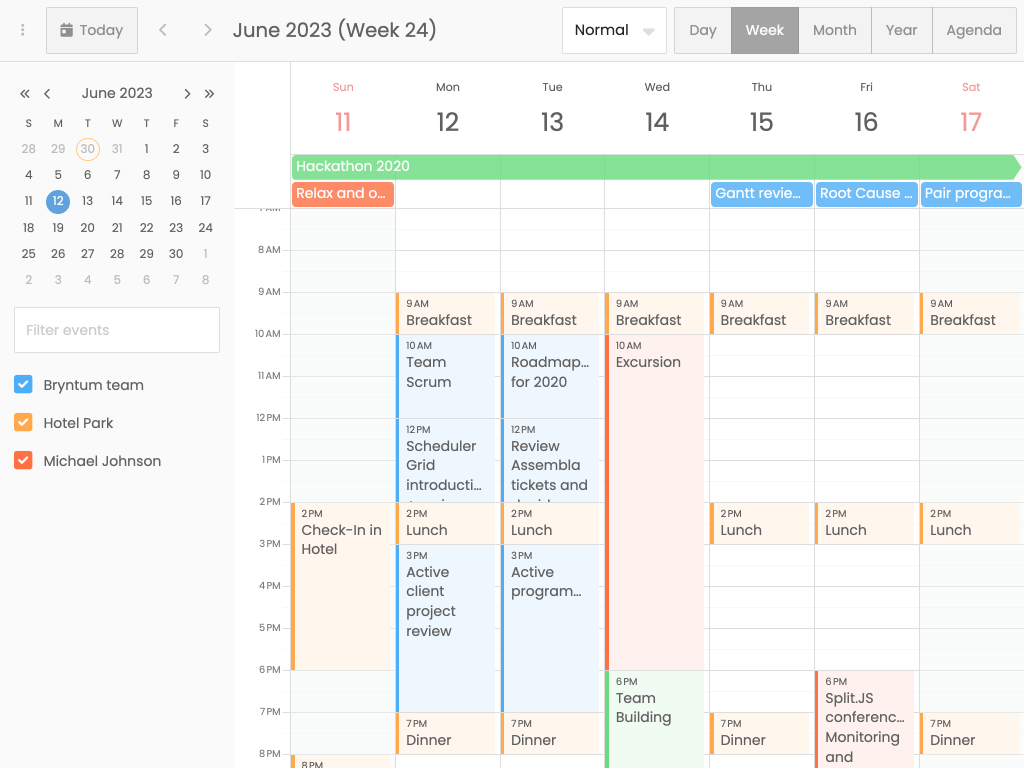 Today
June 2023 (Week 24)
Normal
Day
Week
Month
Year
Agenda
June 2023
S M T W T F S
28 29 30 31 1 2 3
4 5 6 7 8 9 10
11 12 13 14 15 16 17
18 19 20 21 22 23 24
25 26 27 28 29 30 1
2 3 4 5 6 7 8
Filter events
Bryntum team
Hotel Park
Michael Johnson
Sun Mon Tue Wed Thu Fri Sat
11 12 13 14 15 16 17
Hackathon 2020
Relax and o...
Gantt revie...
Root Cause ...
Pair progra...
7 AM
8 AM
9 AM
10 AM
11 AM
12 PM
1 PM
2 PM
3 PM
4 PM
5 PM
6 PM
7 PM
8 PM
2 PM
Check-In in
Hotel
8 PM
9 AM
Breakfast
10 AM
Team
Scrum
12 PM
Scheduler
Grid
introducti...
2 PM
Lunch
3 PM
Active
client
project
review
7 PM
Dinner
9 AM
Breakfast
10 AM
Roadmap...
for 2020
12 PM
Review
Assembla
tickets and
2 PM
Lunch
3 PM
Active
program...
7 PM
Dinner
9 AM
Breakfast
10 AM
Excursion
6 PM
Team
Building
9 AM
Breakfast
2 PM
Lunch
7 PM
Dinner
9 AM
Breakfast
2 PM
Lunch
6 PM
Split.JS
conferenc...
Monitoring
and
9 AM
Breakfast
2 PM
Lunch
7 PM
Dinner